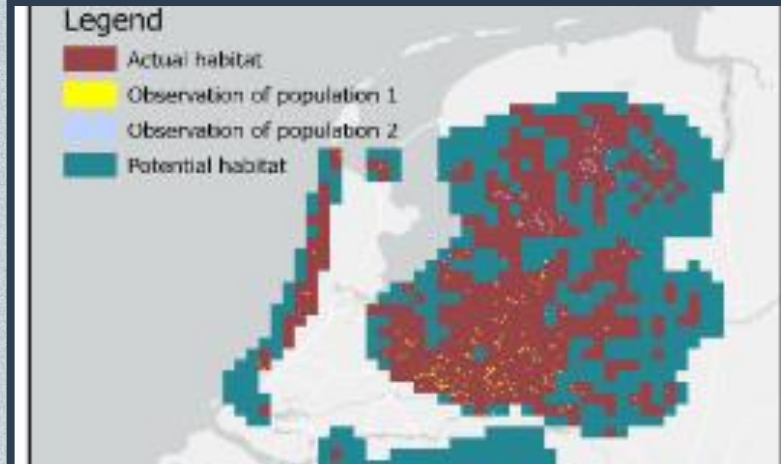 Legend
Actual habitat
Observation of population 1
Observation of population 2
Potential habitat